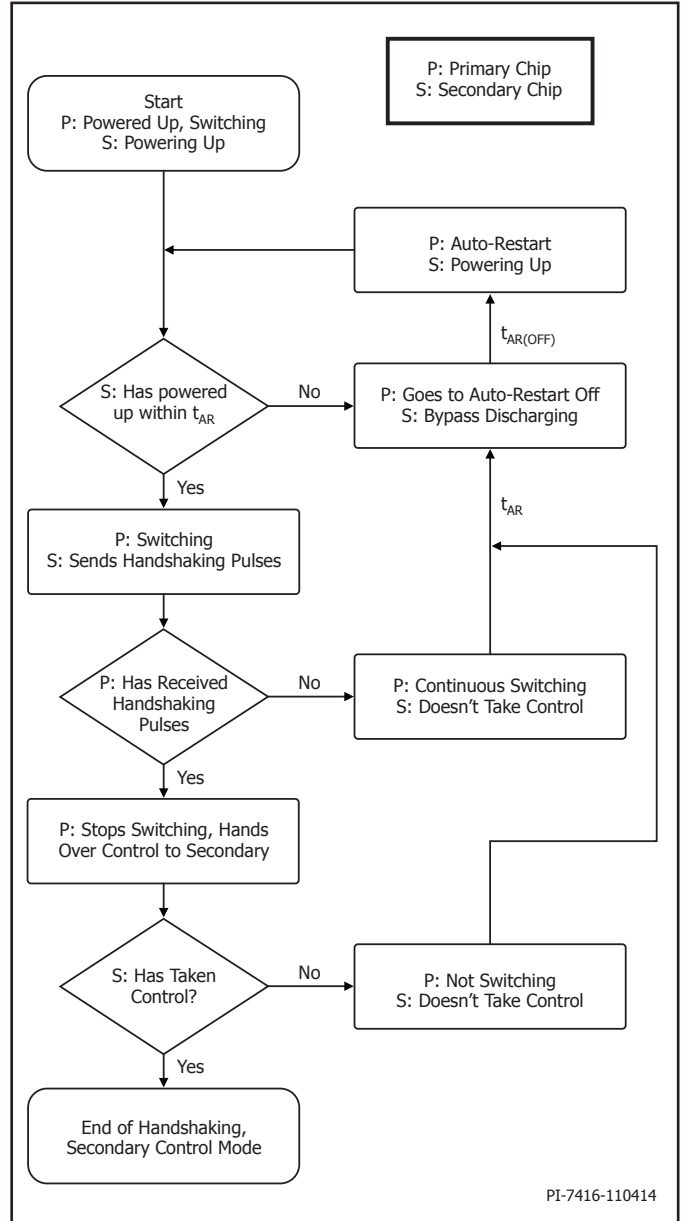 P: Primary Chip
S: Secondary Chip
Start
P: Powered Up, Switching
S: Powering Up
P: Auto-Restart
S: Powering Up
t_AR(OFF)
S: Has powered
up within t_AR
No
P: Goes to Auto-Restart Off
S: Bypass Discharging
Yes
t_AR
P: Switching
S: Sends Handshaking Pulses
P: Has Received
Handshaking
Pulses
No
P: Continuous Switching
S: Doesn't Take Control
Yes
P: Stops Switching, Hands
Over Control to Secondary
S: Has Taken
Control?
No
P: Not Switching
S: Doesn't Take Control
Yes
End of Handshaking,
Secondary Control Mode
PI-7416-110414